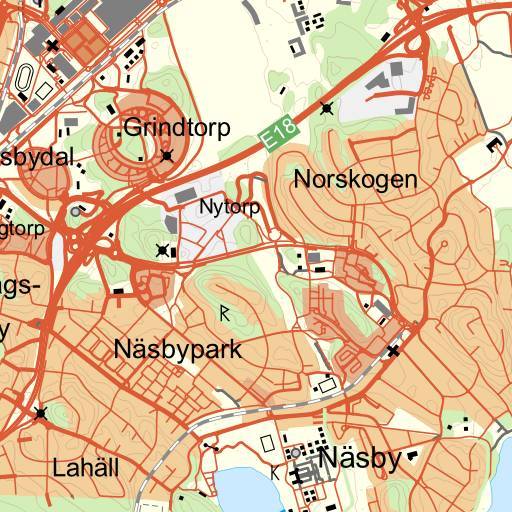 Grindtorp
E18
sbydal
Norskogen
Nytorp
gtorp
ngs-
y
Näsbypark
Näsby
Lahäll
K